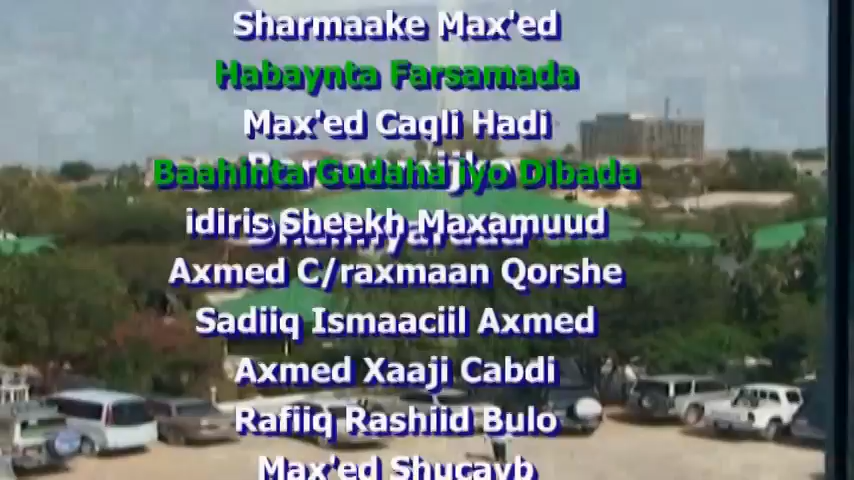 Sharmaake Max'ed
Habaynta Farsamada
Max'ed Caqli Hadi
Baahinta Gudaha iyo Dibada
idiris Sheekh Maxamuud
Axmed C/raxmaan Qorshe
Sadiiq Ismaaciil Axmed
Axmed Xaaji Cabdi
Rafiiq Rashiid Bulo
Max'ed Shucayb